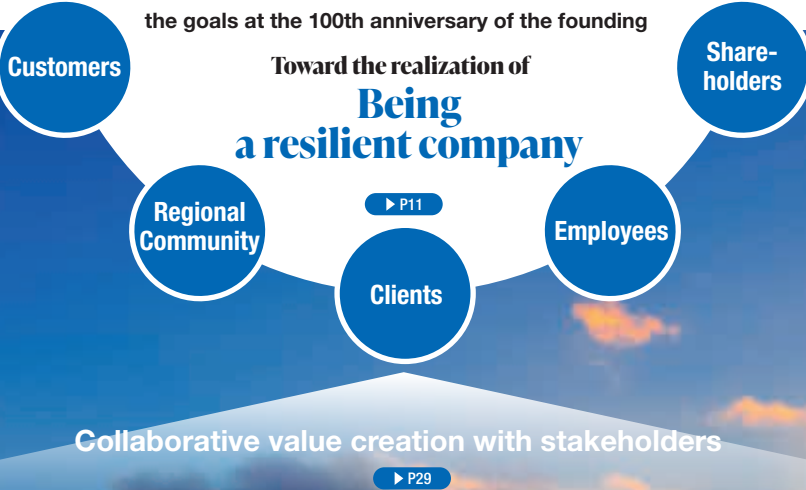 the goals at the 100th anniversary of the founding
Customers
Toward the realization of
Share-
holders
Being
a resilient company
▶ P11
Regional
Community
Employees
Clients
Collaborative value creation with stakeholders
▶ P29